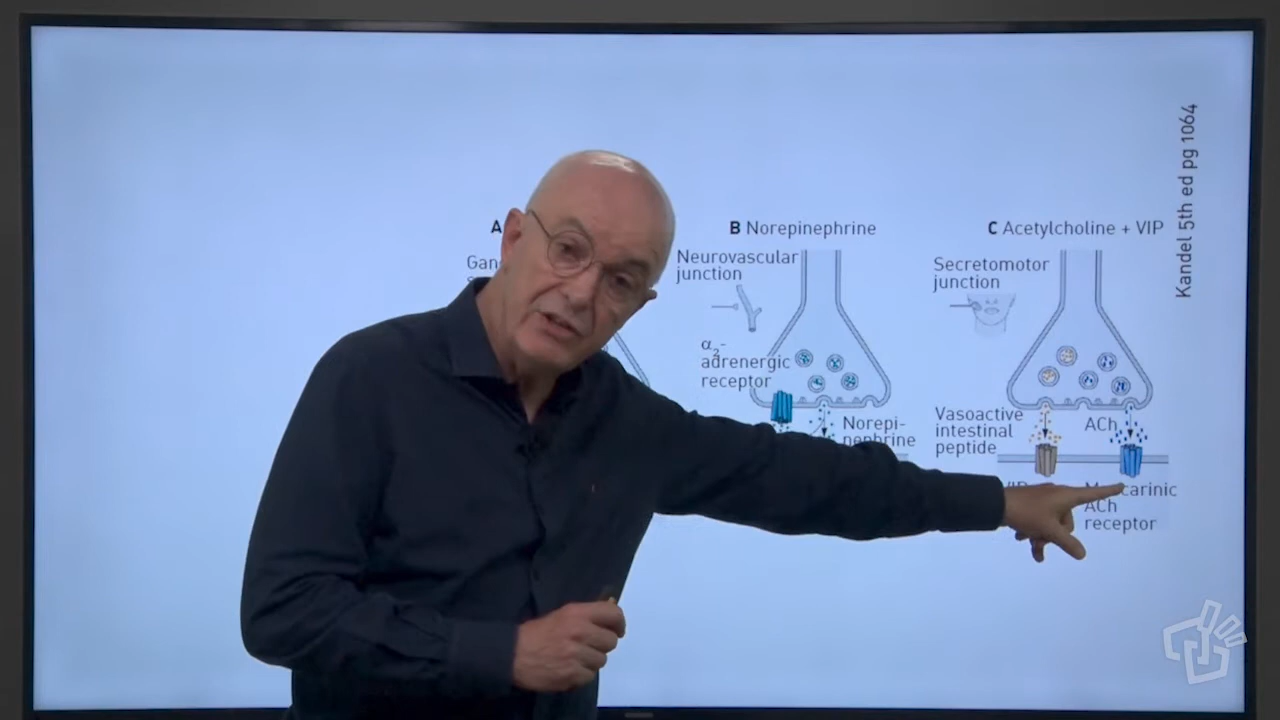 A
B Norepinephrine
Neurovascular
junction
α2-
adrenergic
receptor
Norepi-
nephrine
C Acetylcholine + VIP
Secretomotor
junction
Vasoactive
intestinal
peptide
ACh
ACh
receptor
Kandel 5th ed pg 1064